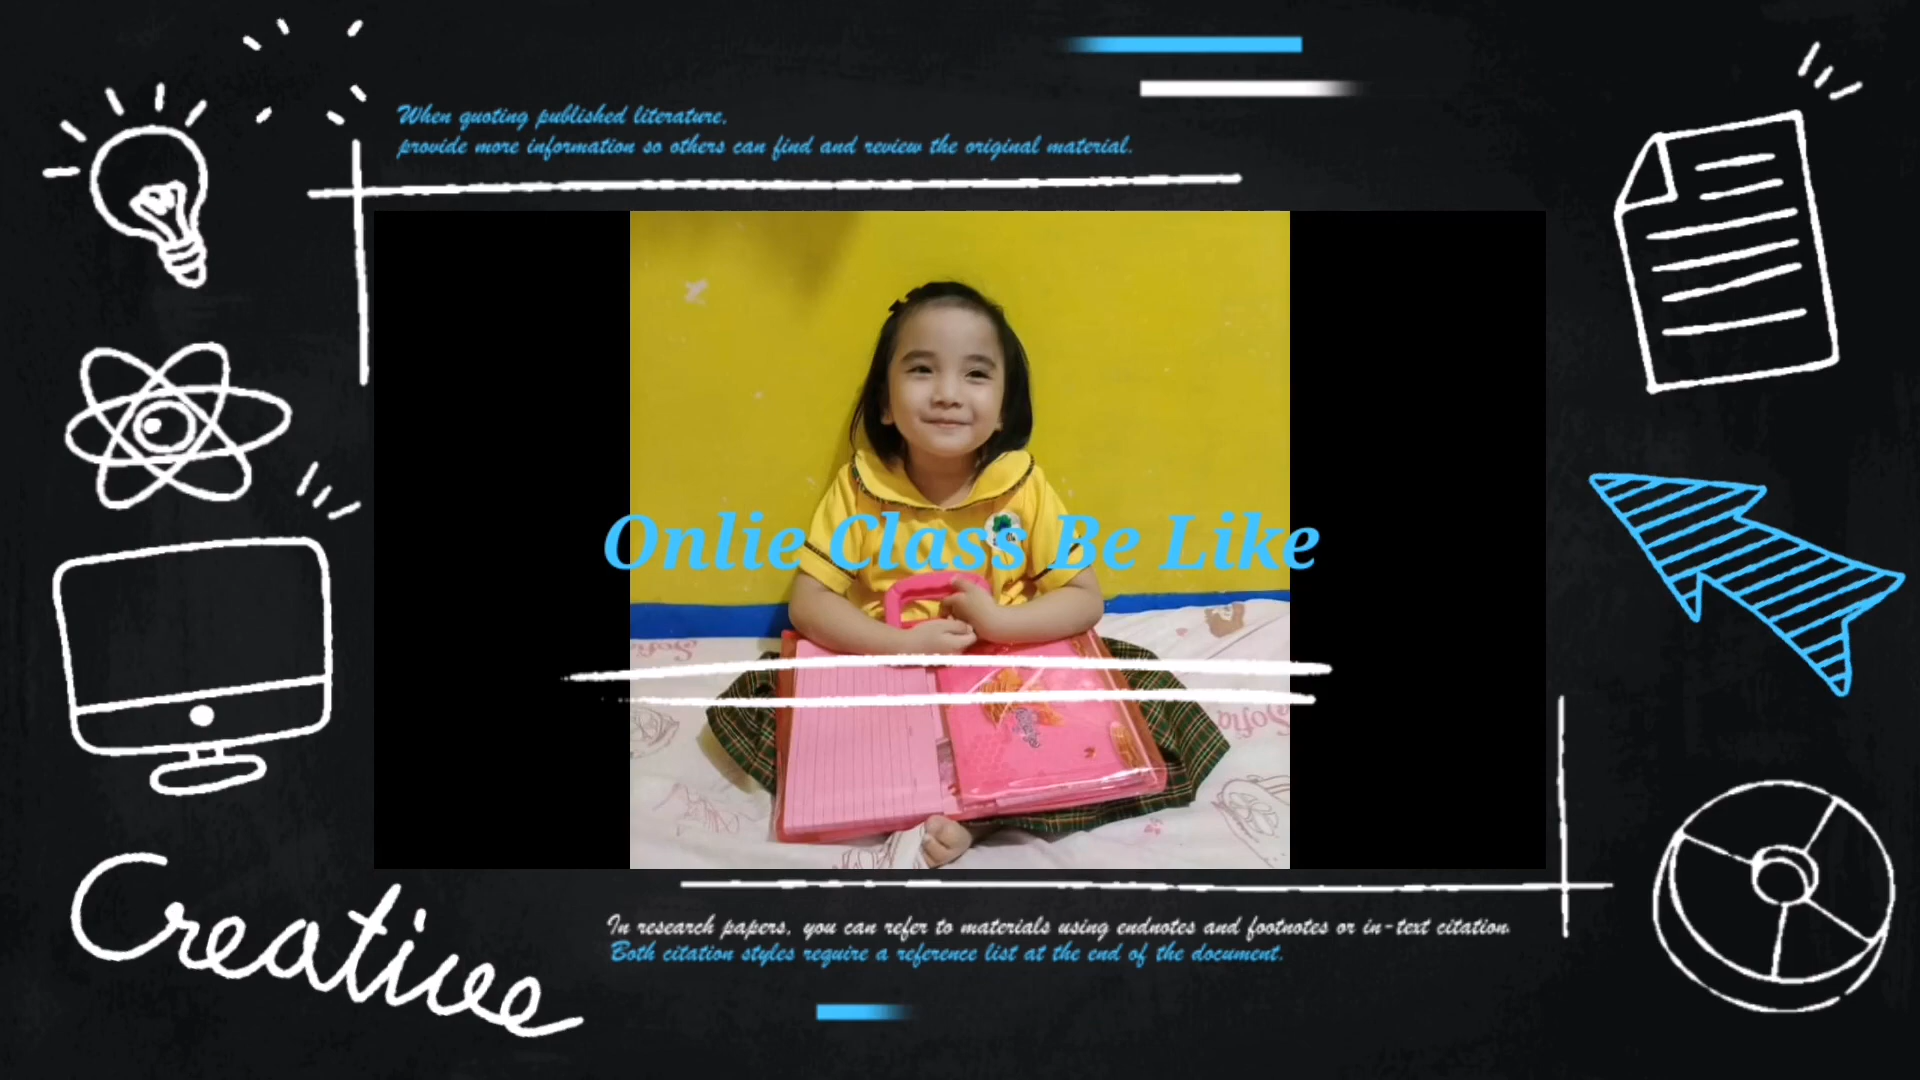 When quoting published literature,
provide more information so others can find and review the original material.
Onlie Class Be Like
Sofia
Sofia
Creative
In research papers, you can refer to materials using endnotes and footnotes or in-text citation.
Both citation styles require a reference list at the end of the document.